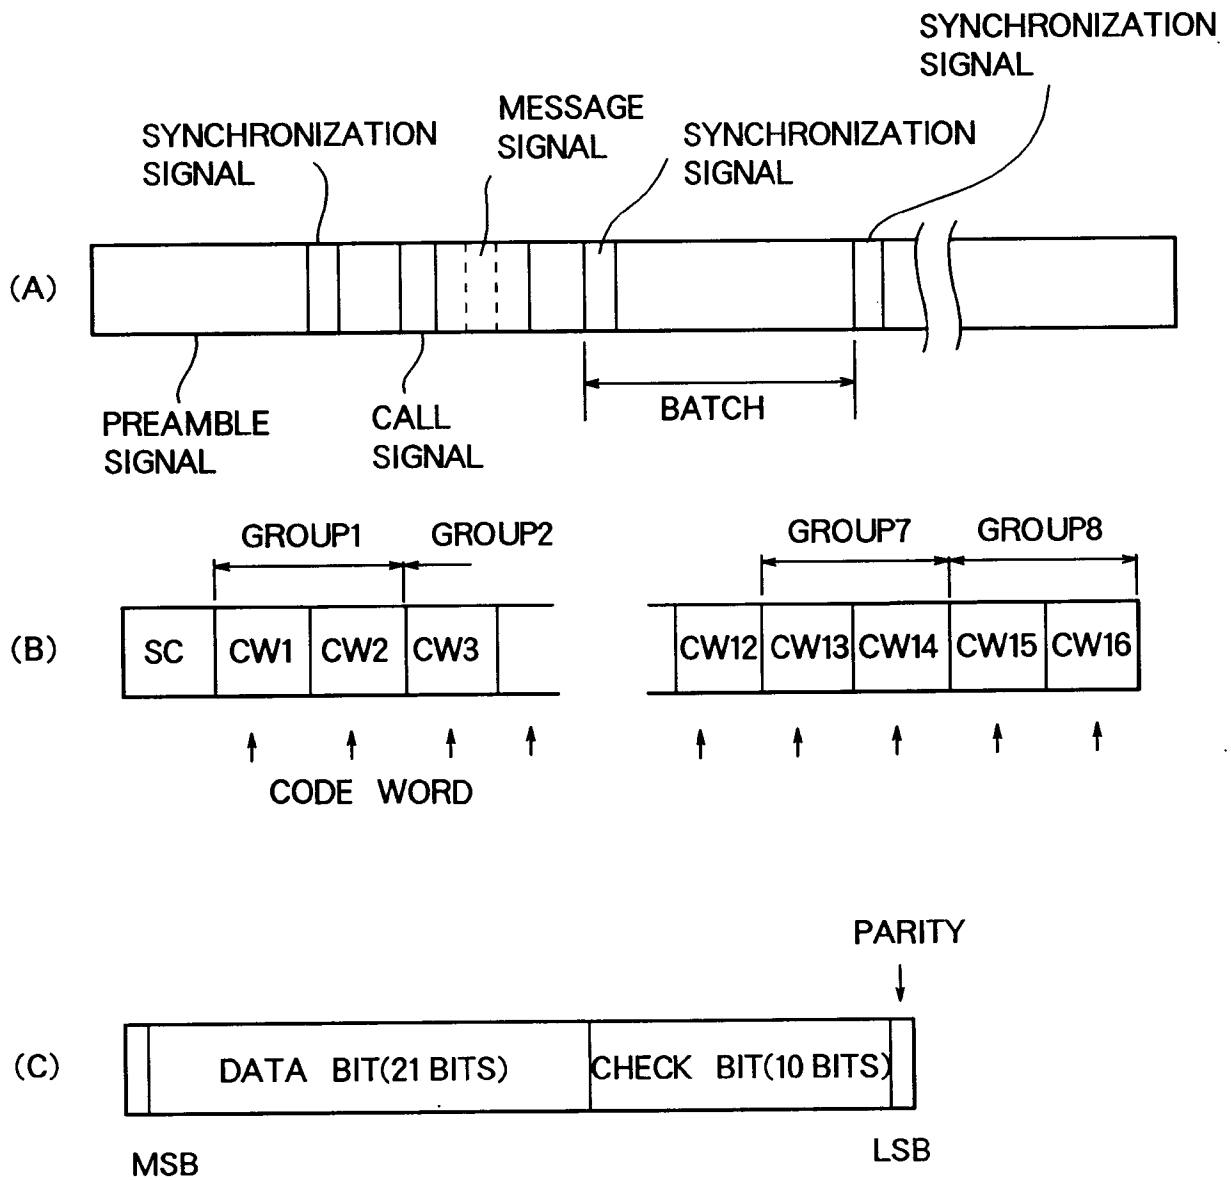 SYNCHRONIZATION
SIGNAL
MESSAGE
SIGNAL
SYNCHRONIZATION
SIGNAL
SYNCHRONIZATION
SIGNAL
(A)
PREAMBLE
SIGNAL
CALL
SIGNAL
BATCH
GROUP1 GROUP2 GROUP7 GROUP8
(B) SC CW1 CW2 CW3 CW12 CW13 CW14 CW15 CW16
CODE WORD
PARITY
(C) DATA BIT(21 BITS) CHECK BIT(10 BITS)
MSB LSB